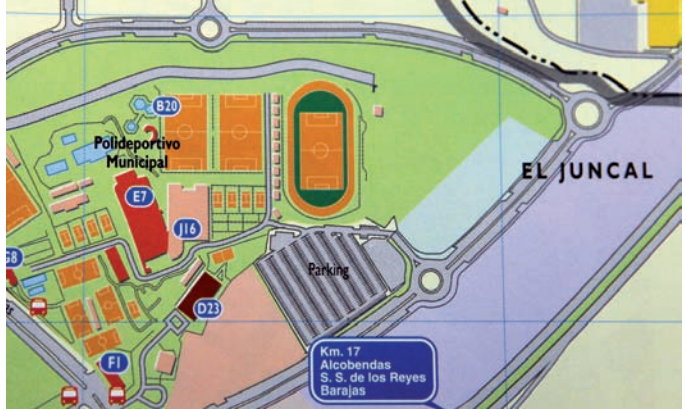 B20
Polideportivo
Municipal
E7
J16
EL JUNCAL
Parking
G8
D23
F1
Km. 17
Alcobendas
S. S. de los Reyes
Barajas